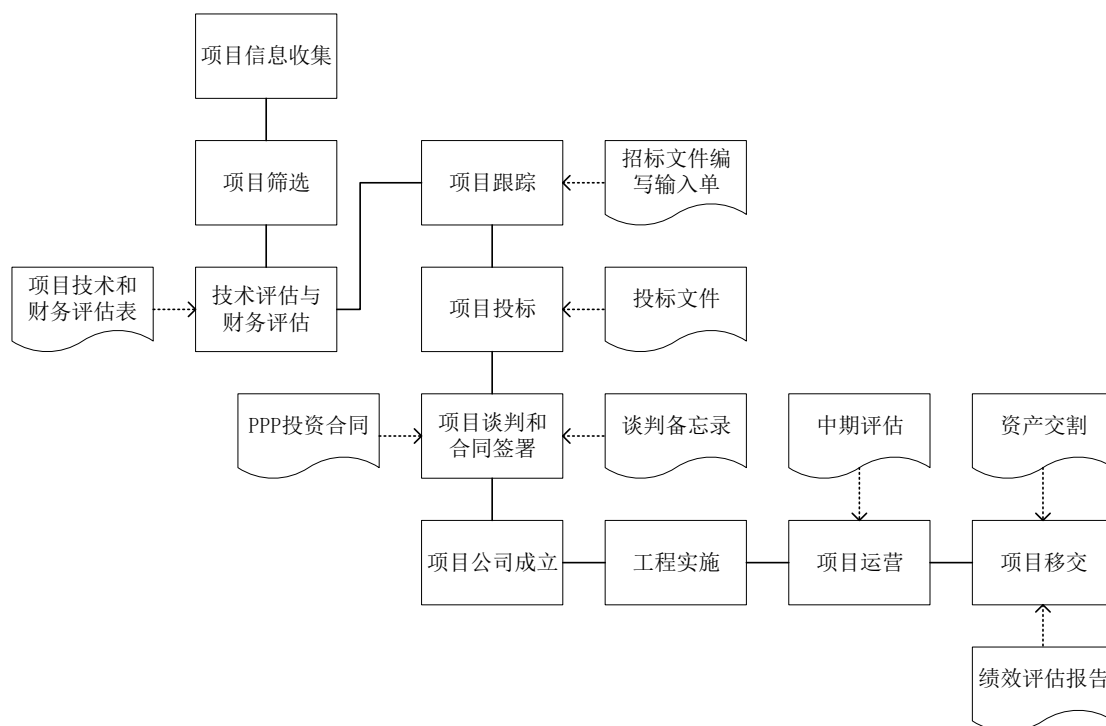 项目信息收集
项目筛选
项目跟踪
招标文件编
写输入单
项目技术和
财务评估表
技术评估与
财务评估
项目投标
投标文件
PPP投资合同
项目谈判和
合同签署
谈判备忘录
中期评估
资产交割
项目公司成立
工程实施
项目运营
项目移交
绩效评估报告